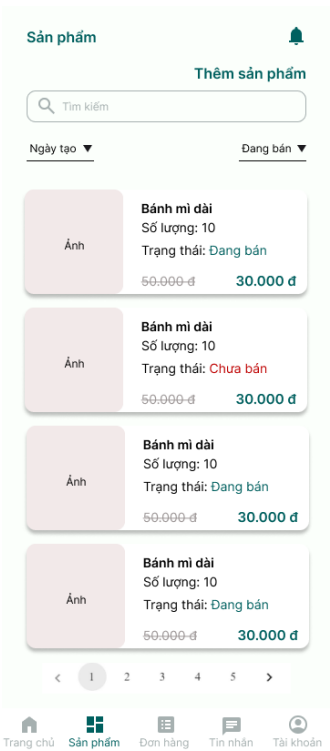 Sản phẩm
Thêm sản phẩm
Tìm kiếm
Ngày tạo ▼ Đang bán ▼
Ảnh
Bánh mì dài
Số lượng: 10
Trạng thái: Đang bán
50.000 đ 30.000 đ
Ảnh
Bánh mì dài
Số lượng: 10
Trạng thái: Chưa bán
50.000 đ 30.000 đ
Ảnh
Bánh mì dài
Số lượng: 10
Trạng thái: Đang bán
50.000 đ 30.000 đ
Ảnh
Bánh mì dài
Số lượng: 10
Trạng thái: Đang bán
50.000 đ 30.000 đ
‹ 1 2 3 4 5 ›
Trang chủ Sản phẩm Đơn hàng Tin nhắn Tài khoản